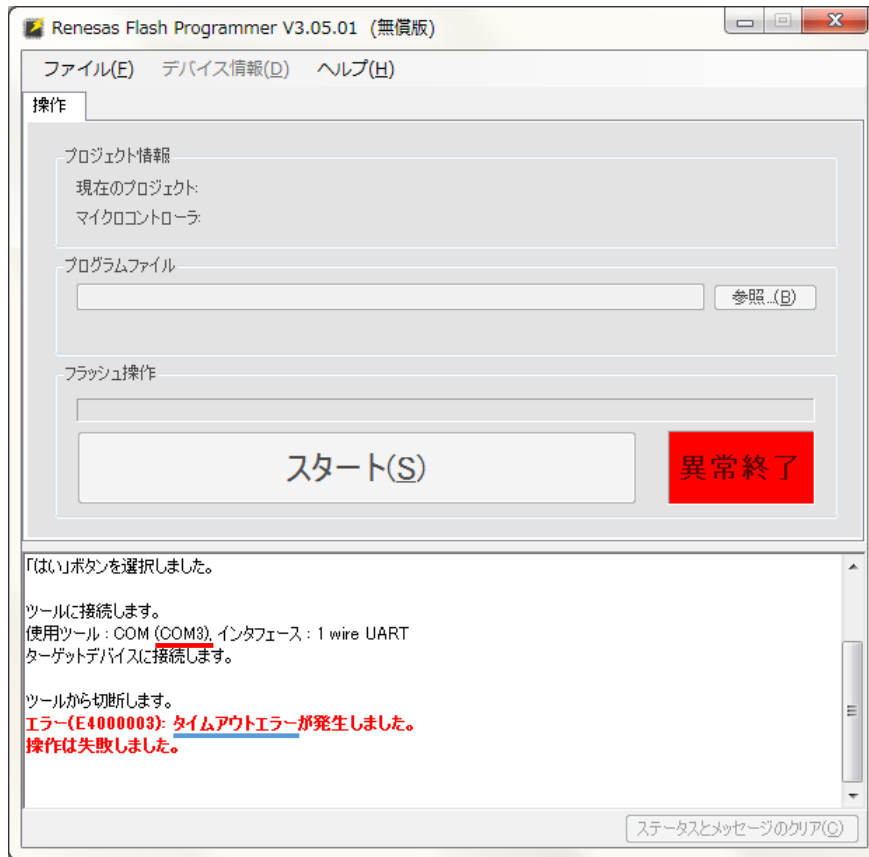 Renesas Flash Programmer V3.05.01 (無償版)
ファイル(F) デバイス情報(D) ヘルプ(H)
操作
プロジェクト情報
現在のプロジェクト:
マイクロコントローラ:
プログラムファイル
参照...(B)
フラッシュ操作
スタート(S)
異常終了
「はい」ボタンを選択しました。
ツールに接続します。
使用ツール : COM (COM3), インタフェース : 1 wire UART
ターゲットデバイスに接続します。
ツールから切断します。
エラー(E4000003): タイムアウトエラーが発生しました。
操作は失敗しました。
ステータスとメッセージのクリア(C)